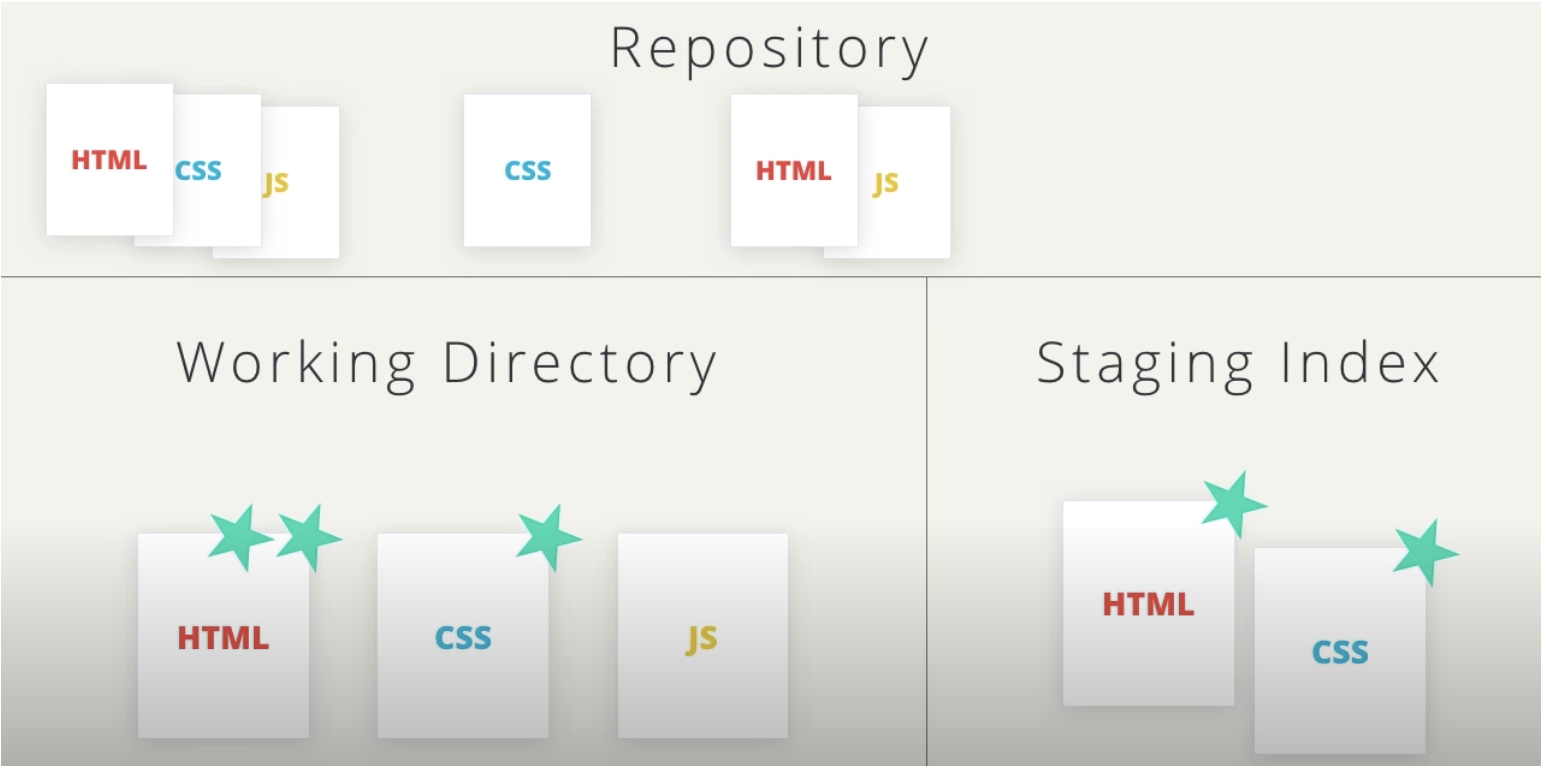 Repository
HTML
CSS
JS
CSS
HTML
JS
Working Directory
HTML
CSS
JS
Staging Index
HTML
CSS